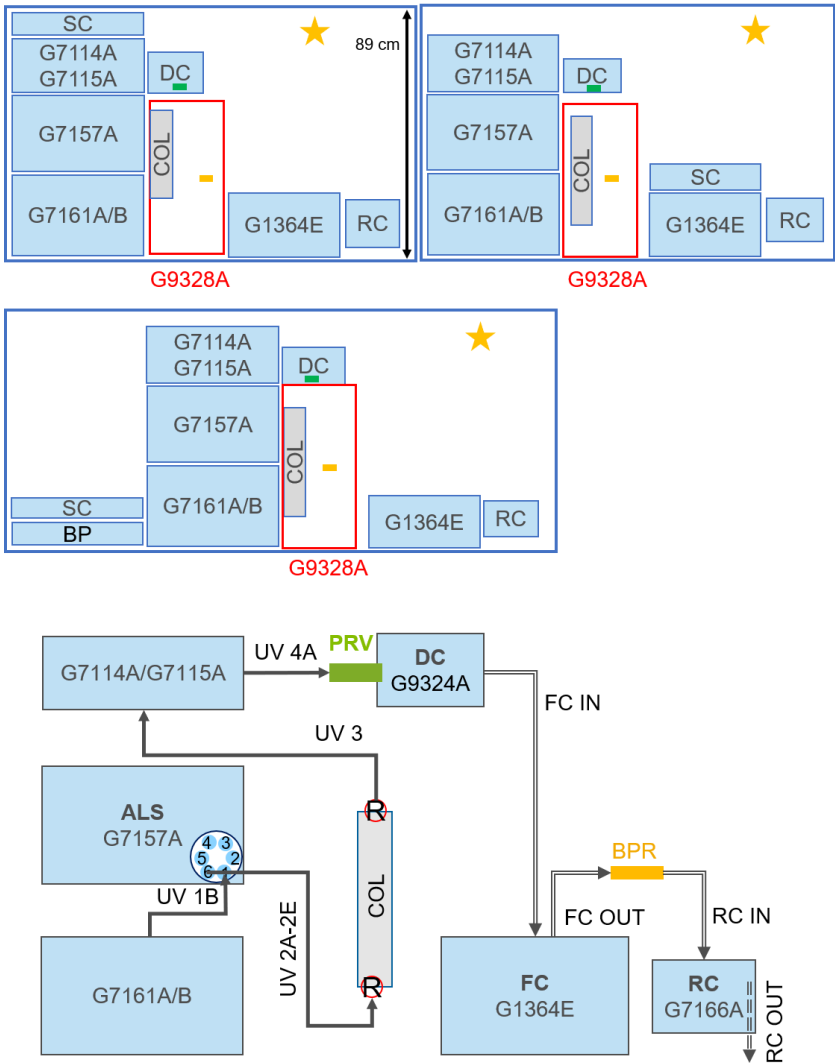 SC
G7114A
G7115A
DC
G7157A
COL
G7161A/B
G1364E
RC
89 cm
G9328A
G7114A
G7115A
DC
G7157A
COL
G7161A/B
SC
G1364E
RC
G9328A
G7114A
G7115A
DC
G7157A
COL
G7161A/B
SC
BP
G1364E
RC
G9328A
G7114A/G7115A
UV 4A
PRV
DC
G9324A
FC IN
UV 3
ALS
G7157A
4 3
5 2
6 1
UV 1B
G7161A/B
UV 2A-2E
R
COL
R
BPR
FC OUT
RC IN
FC
G1364E
RC
G7166A
RC OUT